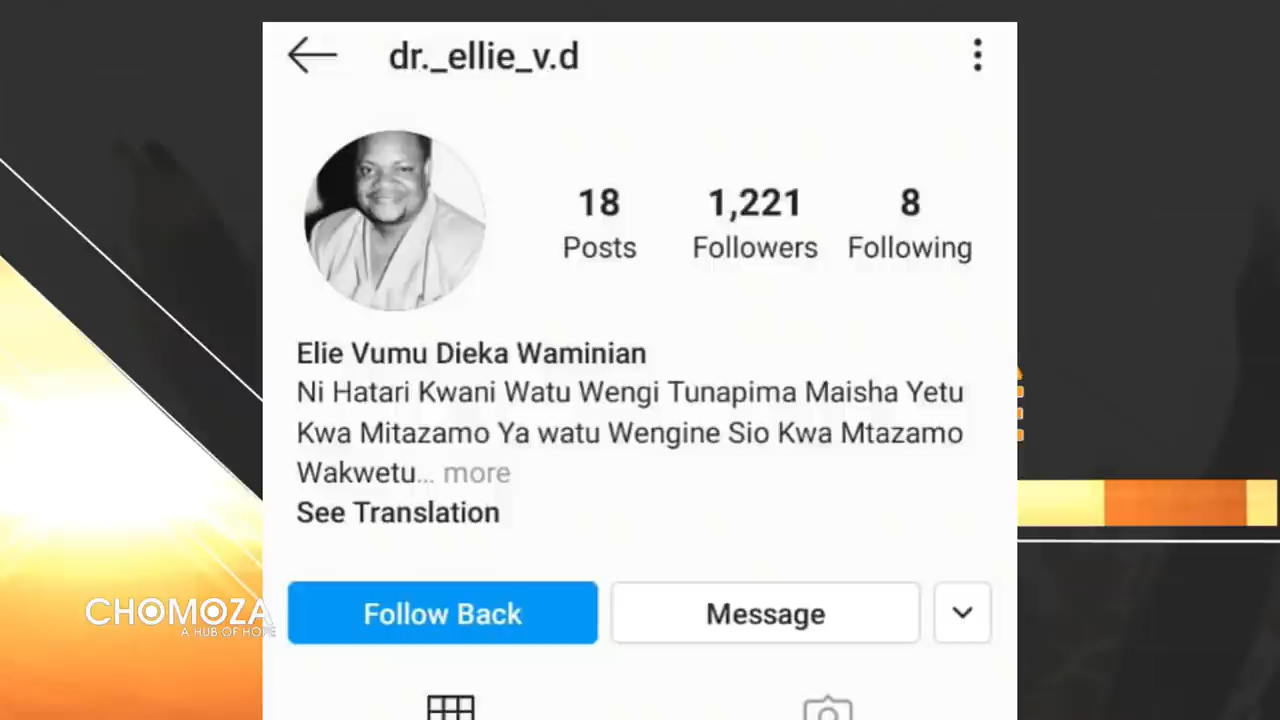 dr._ellie_v.d
18
1,221
8
Posts
Followers
Following
Elie Vumu Dieka Waminian
Ni Hatari Kwani Watu Wengi Tunapima Maisha Yetu
Kwa Mitazamo Ya watu Wengine Sio Kwa Mtazamo
Wakwetu... more
See Translation
Follow Back
Message
CHOMOZA
A HUB OF HOPE